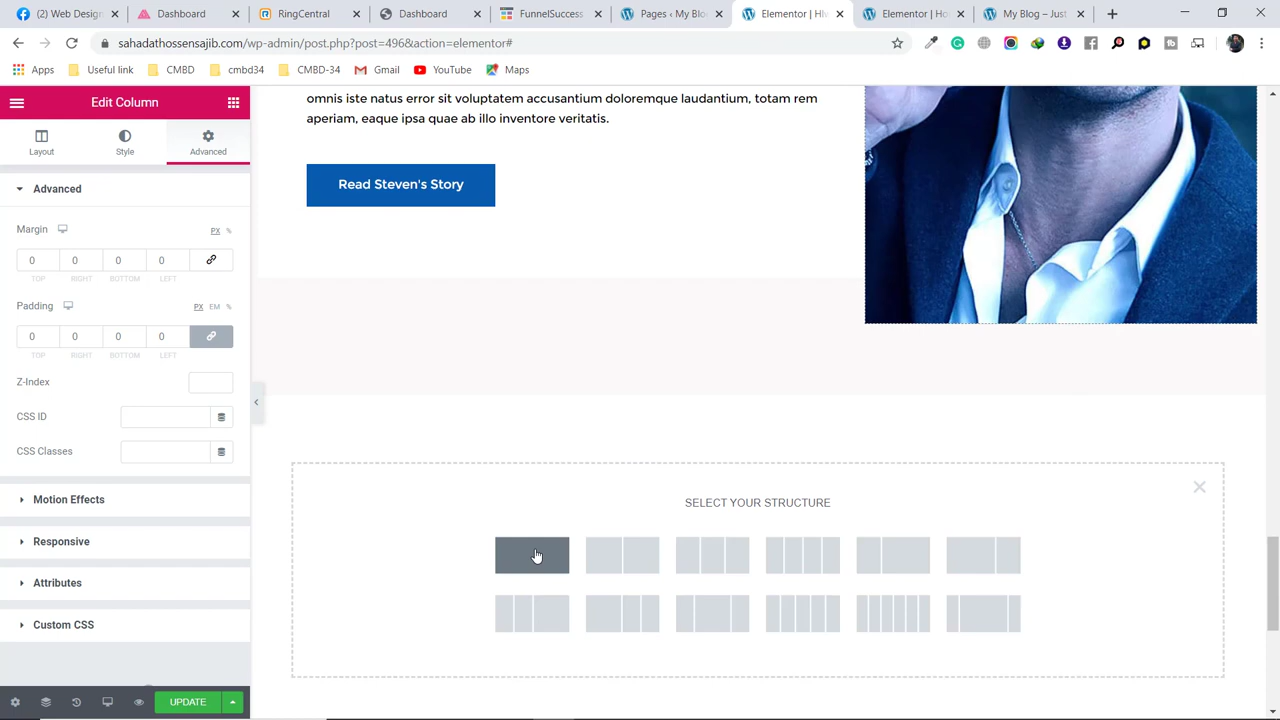 (2) Faceboo
Dashboard
RingCentral
Dashboard
FunnelSuccess
Pages ‹ My Blo
Elementor | Hiv
Elementor | Ho
My Blog – Just
sahadathossensajib.com/wp-admin/post.php?post=496&action=elementor#
Apps
Useful link
CMBD
cmbd34
CMBD-34
Gmail
YouTube
Maps
Edit Column
Layout
Style
Advanced
Advanced
Margin
PX %
0 0 0 0
TOP RIGHT BOTTOM LEFT
Padding
PX EM %
0 0 0 0
TOP RIGHT BOTTOM LEFT
Z-Index
CSS ID
CSS Classes
Motion Effects
Responsive
Attributes
Custom CSS
UPDATE
omnis iste natus error sit voluptatem accusantium doloremque laudantium, totam rem
aperiam, eaque ipsa quae ab illo inventore veritatis.
Read Steven's Story
SELECT YOUR STRUCTURE